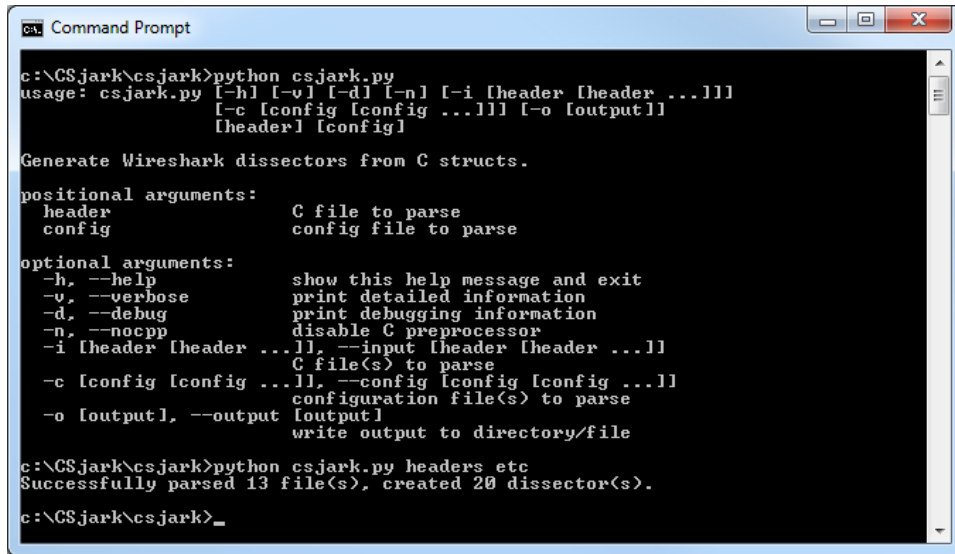 Command Prompt
c:\CSjark\csjark>python csjark.py
usage: csjark.py [-h] [-v] [-d] [-n] [-i [header [header ...]]]
[-c [config [config ...]]] [-o [output]]
[header] [config]
Generate Wireshark dissectors from C structs.
positional arguments:
header C file to parse
config config file to parse
optional arguments:
-h, --help show this help message and exit
-v, --verbose print detailed information
-d, --debug print debugging information
-n, --nocpp disable C preprocessor
-i [header [header ...]], --input [header [header ...]]
C file(s) to parse
-c [config [config ...]], --config [config [config ...]]
configuration file(s) to parse
-o [output], --output [output]
write output to directory/file
c:\CSjark\csjark>python csjark.py headers etc
Successfully parsed 13 file(s), created 20 dissector(s).
c:\CSjark\csjark>_